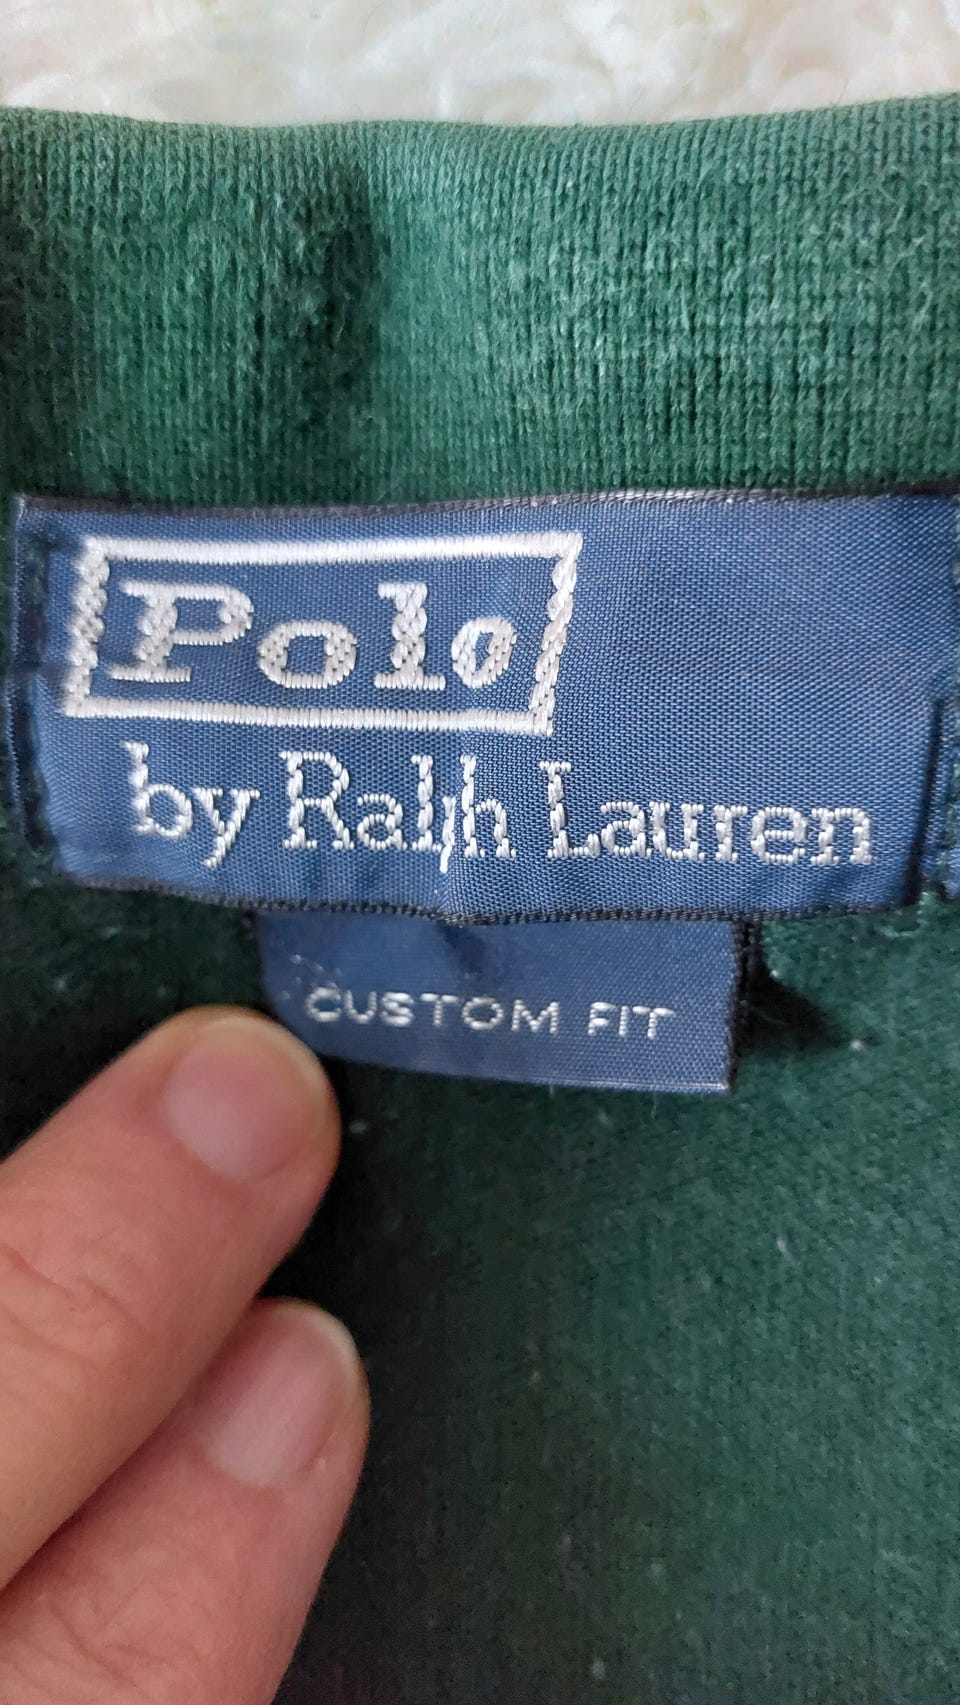 Polo
by Ralph Lauren
CUSTOM FIT